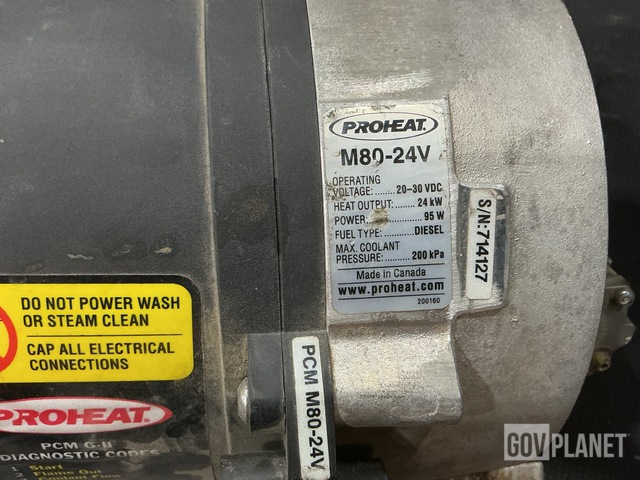 PROHEAT.
M80-24V
OPERATING
VOLTAGE:........ 20-30 VDC
HEAT OUTPUT:........ 24 kW
POWER:........ 95 W
FUEL TYPE:........ DIESEL
MAX. COOLANT
PRESSURE:........ 200 kPa
Made in Canada
www.proheat.com
200160
S/N:714127
DO NOT POWER WASH
OR STEAM CLEAN
CAP ALL ELECTRICAL
CONNECTIONS
PCM M80-24V
PROHEAT.
PCM G-II
DIAGNOSTIC CODES
1 Start
2 Flame Out
Coolant Flow
GOVPLANET